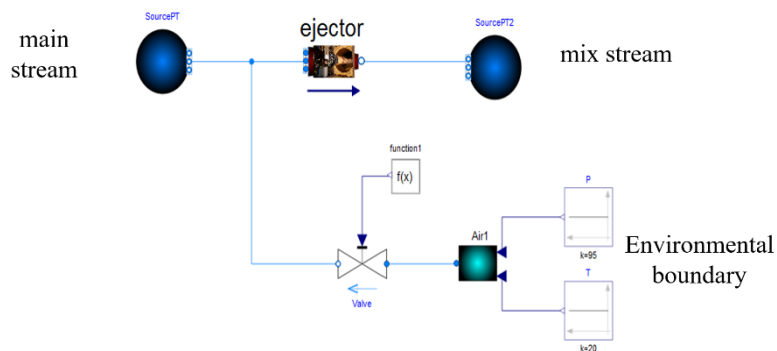 SourcePT
ejector
SourcePT2
main
stream
mix stream
function1
f(x)
P
Air1
k=95
Environmental
boundary
T
Valve
k=20